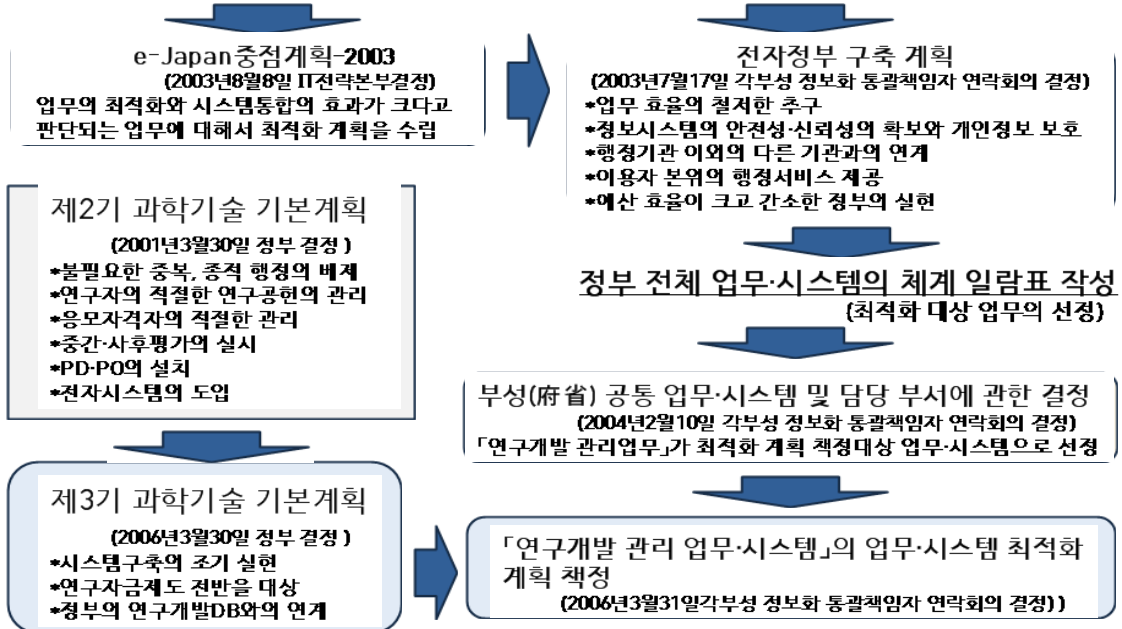 e-Japan중점계획-2003
(2003년8월8일 IT전략본부결정)
업무의 최적화와 시스템통합의 효과가 크다고
판단되는 업무에 대해서 최적화 계획을 수립
전자정부 구축 계획
(2003년7월17일 각부성 정보화 통괄책임자 연락회의 결정)
*업무 효율의 철저한 추구
*정보시스템의 안전성·신뢰성의 확보와 개인정보 보호
*행정기관 이외의 다른 기관과의 연계
*이용자 본위의 행정서비스 제공
*예산 효율이 크고 간소한 정부의 실현
제2기 과학기술 기본계획
(2001년3월30일 정부 결정 )
*불필요한 중복, 종적 행정의 배제
*연구자의 적절한 연구공헌의 관리
*응모자격자의 적절한 관리
*중간·사후평가의 실시
*PD·PO의 설치
*전자시스템의 도입
정부 전체 업무·시스템의 체계 일람표 작성
(최적화 대상 업무의 선정)
부성(府省) 공통 업무·시스템 및 담당 부서에 관한 결정
(2004년2월10일 각부성 정보화 통괄책임자 연락회의 결정)
「연구개발 관리업무」가 최적화 계획 책정대상 업무·시스템으로 선정
제3기 과학기술 기본계획
(2006년3월30일 정부 결정 )
*시스템구축의 조기 실현
*연구자금제도 전반을 대상
*정부의 연구개발DB와의 연계
「연구개발 관리 업무·시스템」의 업무·시스템 최적화
계획 책정
(2006년3월31일각부성 정보화 통괄책임자 연락회의 결정) )